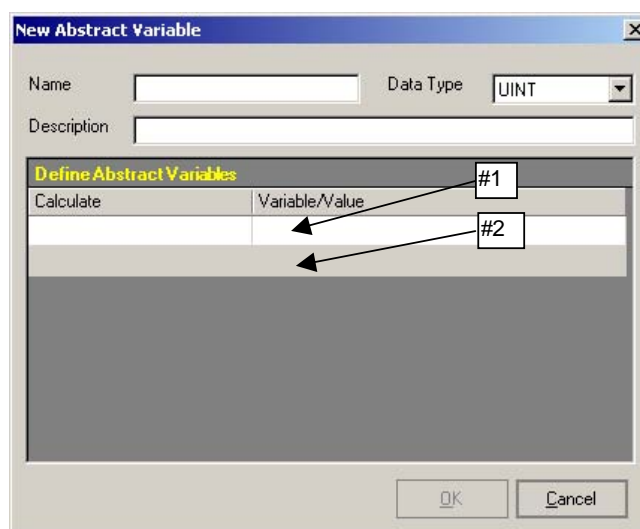 New Abstract Variable
Name
Data Type
UINT
Description
Define Abstract Variables
#1
Calculate
Variable/Value
#2
OK
Cancel